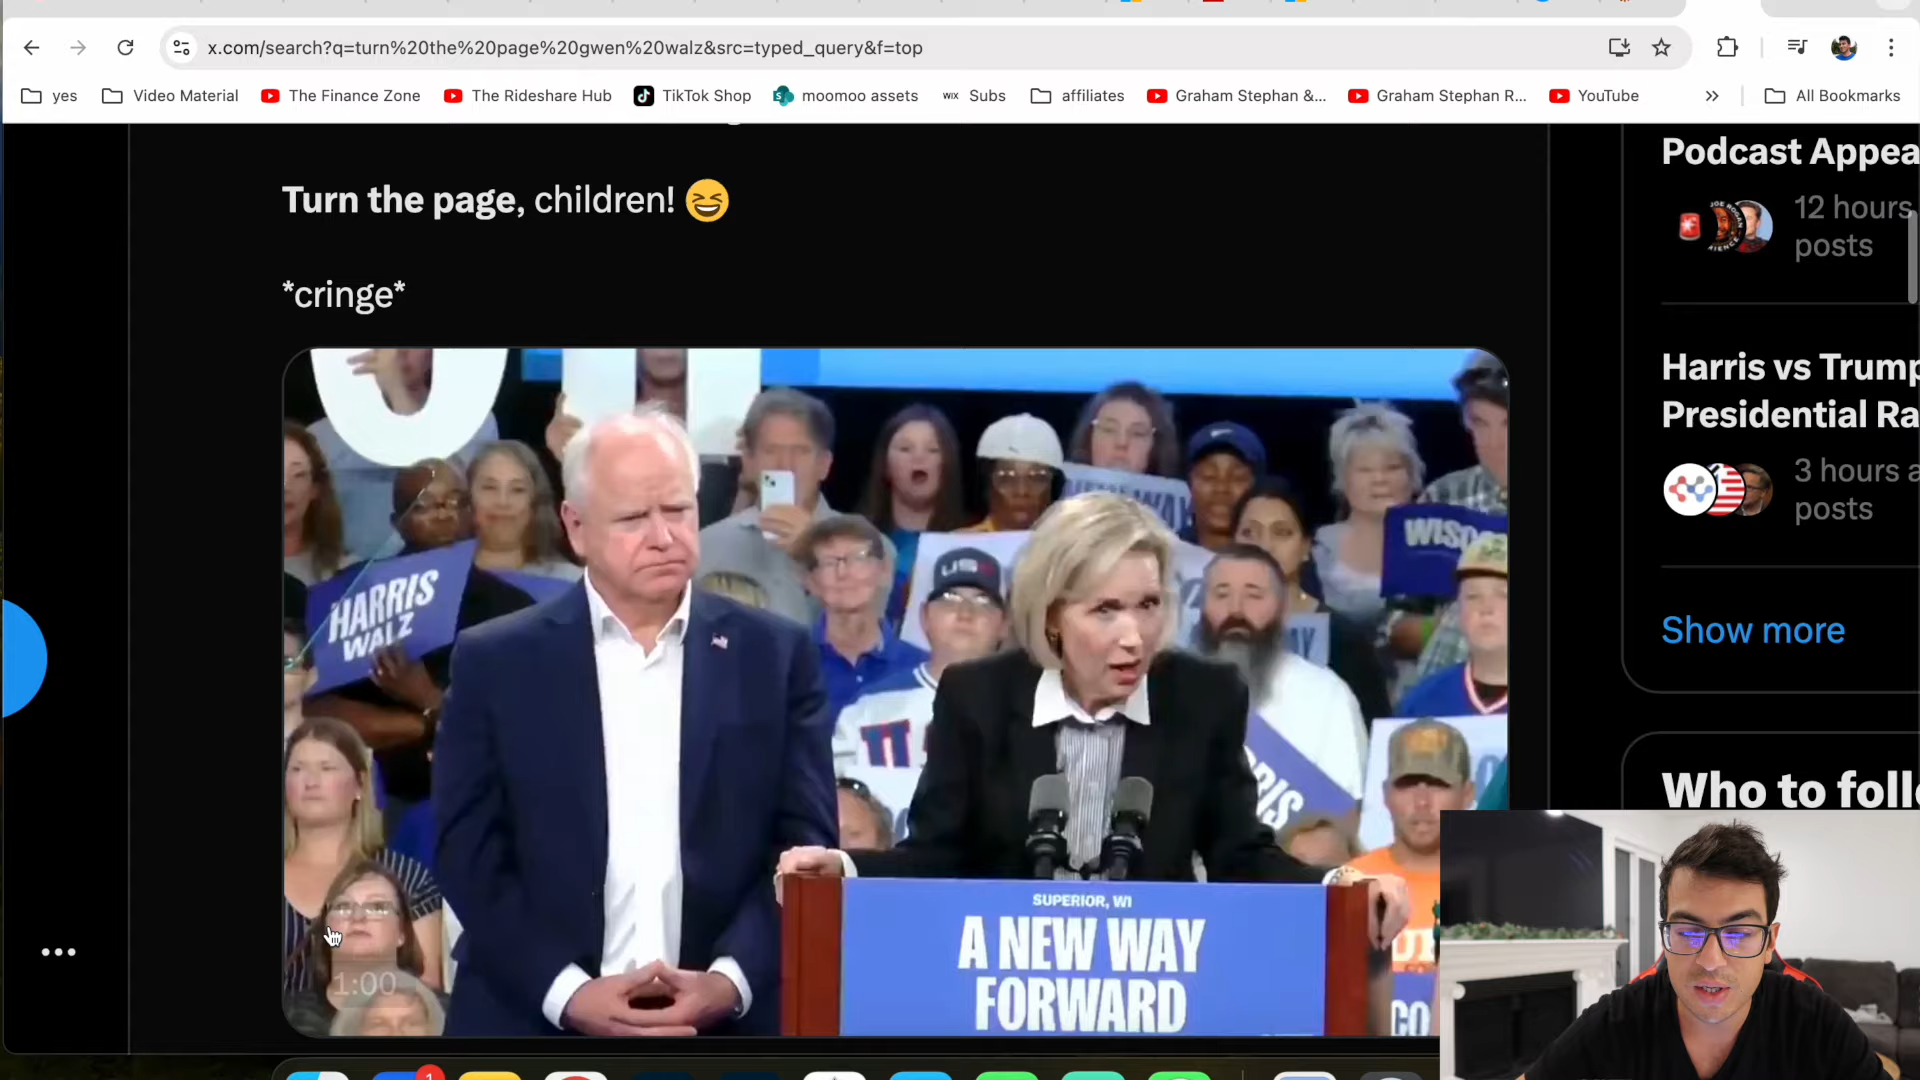 x.com/search?q=turn%20the%20page%20gwen%20walz&src=typed_query&f=top
yes Video Material The Finance Zone The Rideshare Hub TikTok Shop moomoo assets WIX Subs affiliates Graham Stephan &... Graham Stephan R... YouTube All Bookmarks
Turn the page, children! 😆
*cringe*
HARRIS
WALZ
USA
1:00
SUPERIOR, WI
A NEW WAY
FORWARD
Podcast Appea
12 hours
posts
Harris vs Trump
Presidential Ra
3 hours a
posts
Show more
Who to foll
1